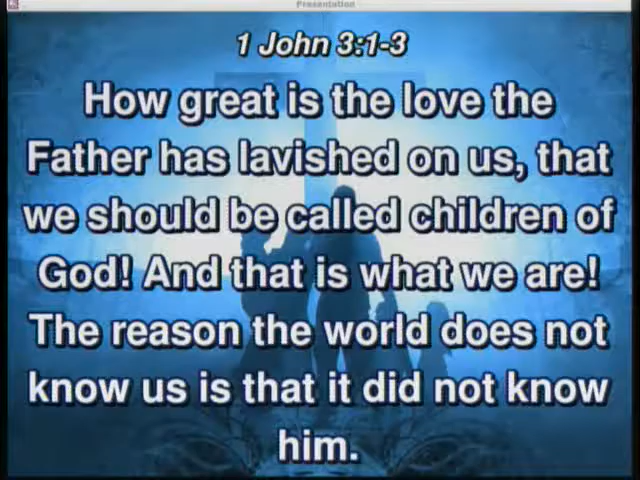 Presentation
1 John 3:1-3
How great is the love the
Father has lavished on us, that
we should be called children of
God! And that is what we are!
The reason the world does not
know us is that it did not know
him.